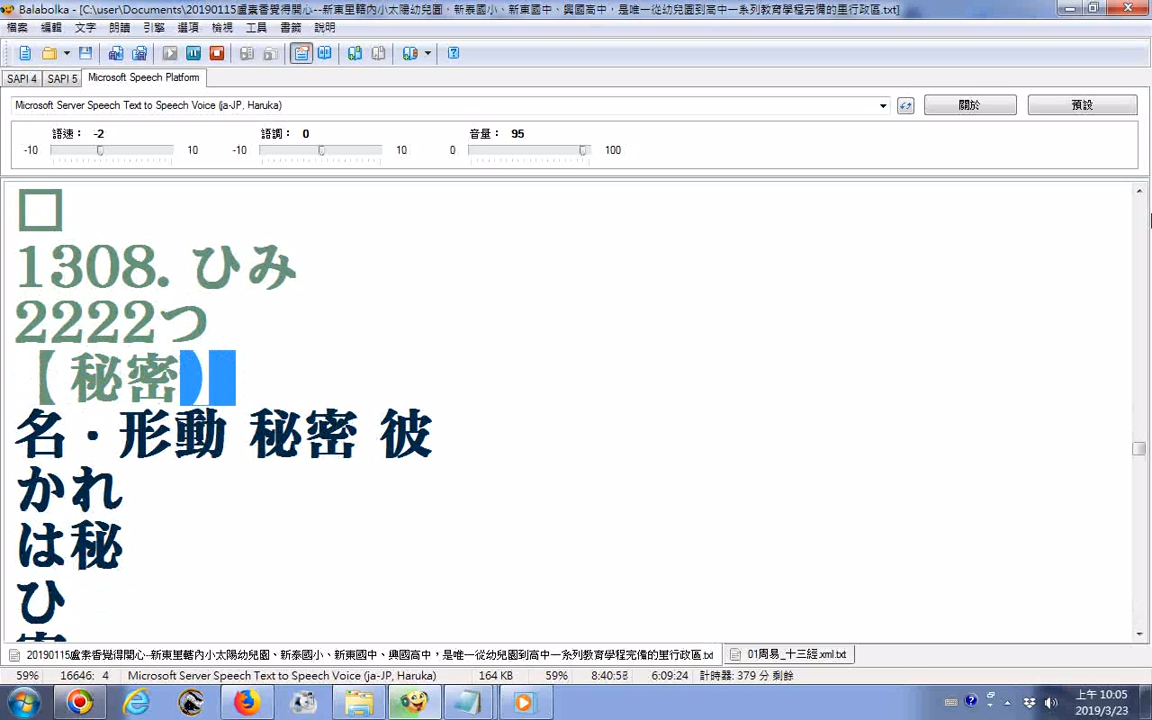 Balabolka - [C:\user\Documents\20190115盧素香覺得開心--新東里轄內小太陽幼兒園、新泰國小、新東國中、興國高中，是唯一從幼兒園到高中一系列教育學程完備的里行政區.txt]
檔案 編輯 文字 朗讀 引擎 選項 檢視 工具 書籤 說明
SAPI 4 SAPI 5 Microsoft Speech Platform
Microsoft Server Speech Text to Speech Voice (ja-JP, Haruka) 關於 預設
語速： -2 語調： 0 音量： 95
-10 10 -10 10 0 100
□
1308. ひみ
2222つ
【 秘密)】
名・形動 秘密 彼
かれ
は秘
ひ
20190115盧素香覺得開心--新東里轄內小太陽幼兒園、新泰國小、新東國中、興國高中，是唯一從幼兒園到高中一系列教育學程完備的里行政區.txt 01周易_十三經.xml.txt
59% 16646: 4 Microsoft Server Speech Text to Speech Voice (ja-JP, Haruka) 164 KB 59% 8:40:58 6:09:24 計時器: 379 分 剩餘
上午 10:05
2019/3/23